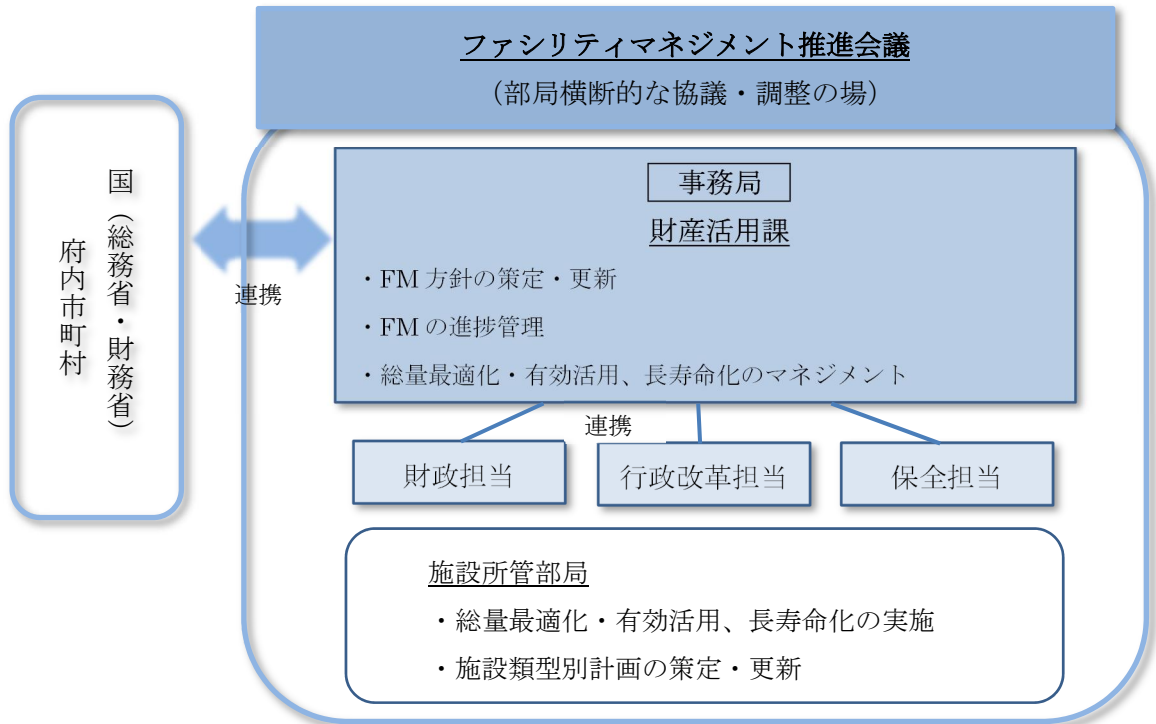 ファシリティマネジメント推進会議
（部局横断的な協議・調整の場）
国（総務省・財務省）
府内市町村
連携
事務局
財産活用課
・FM 方針の策定・更新
・FM の進捗管理
・総量最適化・有効活用、長寿命化のマネジメント
連携
財政担当
行政改革担当
保全担当
施設所管部局
・総量最適化・有効活用、長寿命化の実施
・施設類型別計画の策定・更新